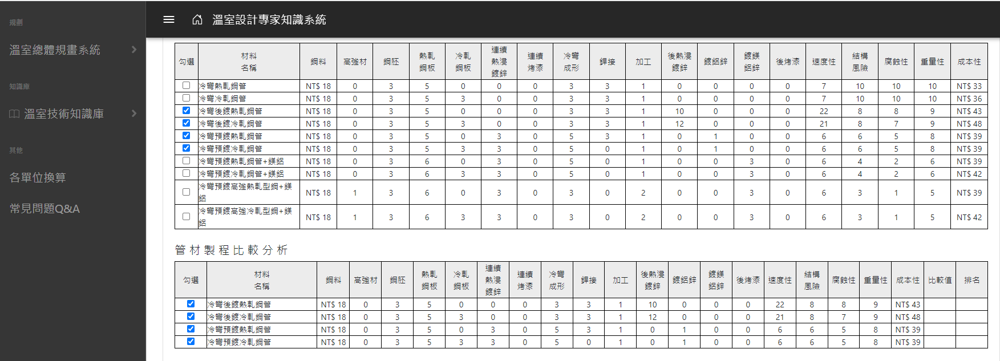 規劃
溫室總體規畫系統
知識庫
溫室技術知識庫
其他
各單位換算
常見問題Q&A
溫室設計專家知識系統
勾選 材料名稱 鋼料 高強材 鋼胚 熱軋鋼板 冷軋鋼板 連續熱浸鍍鋅 連續烤漆 冷彎成形 銲接 加工 後熱浸鍍鋅 鍍鋁鋅 鍍鎂鋁鋅 後烤漆 速度性 結構風險 腐蝕性 重量性 成本性
冷彎熱軋鋼管 NT$ 18 0 3 5 0 0 0 3 3 1 0 0 0 0 7 10 10 10 NT$ 33
冷彎冷軋鋼管 NT$ 18 0 3 5 3 0 0 3 3 1 0 0 0 0 7 10 10 10 NT$ 36
冷彎後鍍熱軋鋼管 NT$ 18 0 3 5 0 0 0 3 3 1 10 0 0 0 22 8 8 9 NT$ 43
冷彎後鍍冷軋鋼管 NT$ 18 0 3 5 3 0 0 3 3 1 12 0 0 0 21 8 7 9 NT$ 48
冷彎預鍍熱軋鋼管 NT$ 18 0 3 5 0 3 0 5 3 1 0 1 0 0 6 6 5 8 NT$ 39
冷彎預鍍冷軋鋼管 NT$ 18 0 3 5 3 3 0 5 0 1 0 1 0 0 6 6 5 8 NT$ 39
冷彎預鍍熱軋鋼管+鎂鋁 NT$ 18 0 3 6 0 3 0 5 0 1 0 0 3 0 6 4 2 6 NT$ 39
冷彎預鍍冷軋鋼管+鎂鋁 NT$ 18 0 3 6 3 3 0 5 0 1 0 0 3 0 6 4 2 6 NT$ 42
冷彎預鍍高強熱軋型鋼+鎂鋁 NT$ 18 1 3 6 0 3 0 3 0 2 0 0 3 0 6 3 1 5 NT$ 39
冷彎預鍍高強冷軋型鋼+鎂鋁 NT$ 18 1 3 6 3 3 0 3 0 2 0 0 3 0 6 3 1 5 NT$ 42
管材製程比較分析
勾選 材料名稱 鋼料 高強材 鋼胚 熱軋鋼板 冷軋鋼板 連續熱浸鍍鋅 連續烤漆 冷彎成形 銲接 加工 後熱浸鍍鋅 鍍鋁鋅 鍍鎂鋁鋅 後烤漆 速度性 結構風險 腐蝕性 重量性 成本性 比較值 排名
冷彎後鍍熱軋鋼管 NT$ 18 0 3 5 0 0 0 3 3 1 10 0 0 0 22 8 8 9 NT$ 43
冷彎後鍍冷軋鋼管 NT$ 18 0 3 5 3 0 0 3 3 1 12 0 0 0 21 8 7 9 NT$ 48
冷彎預鍍熱軋鋼管 NT$ 18 0 3 5 0 3 0 5 3 1 0 1 0 0 6 6 5 8 NT$ 39
冷彎預鍍冷軋鋼管 NT$ 18 0 3 5 3 3 0 5 0 1 0 1 0 0 6 6 5 8 NT$ 39